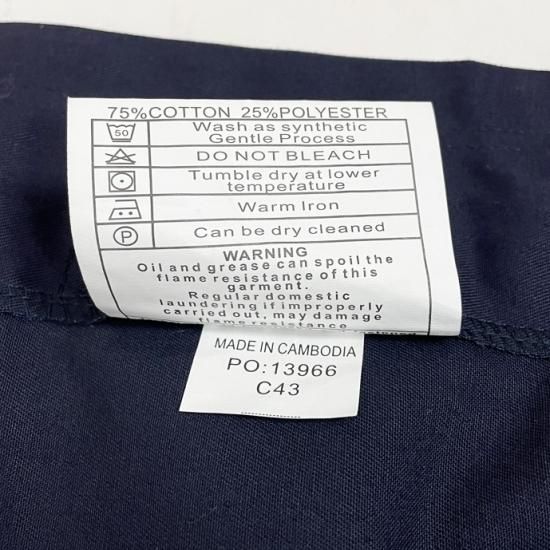 75%COTTON 25%POLYESTER
50
Wash as synthetic
Gentle Process
DO NOT BLEACH
Tumble dry at lower
temperature
Warm Iron
P
Can be dry cleaned
WARNING
Oil and grease can spoil the
flame resistance of this
garment.
Regular domestic
laundering if improperly
carried out, may damage
flame resistance
MADE IN CAMBODIA
PO:13966
C43